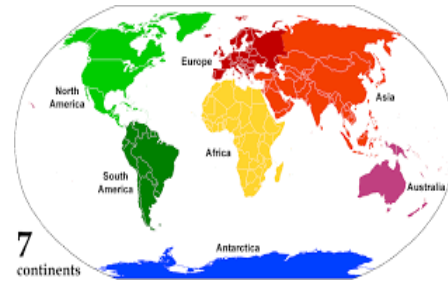 Europe
North
America
Asia
Africa
South
America
Australia
7
continents
Antarctica